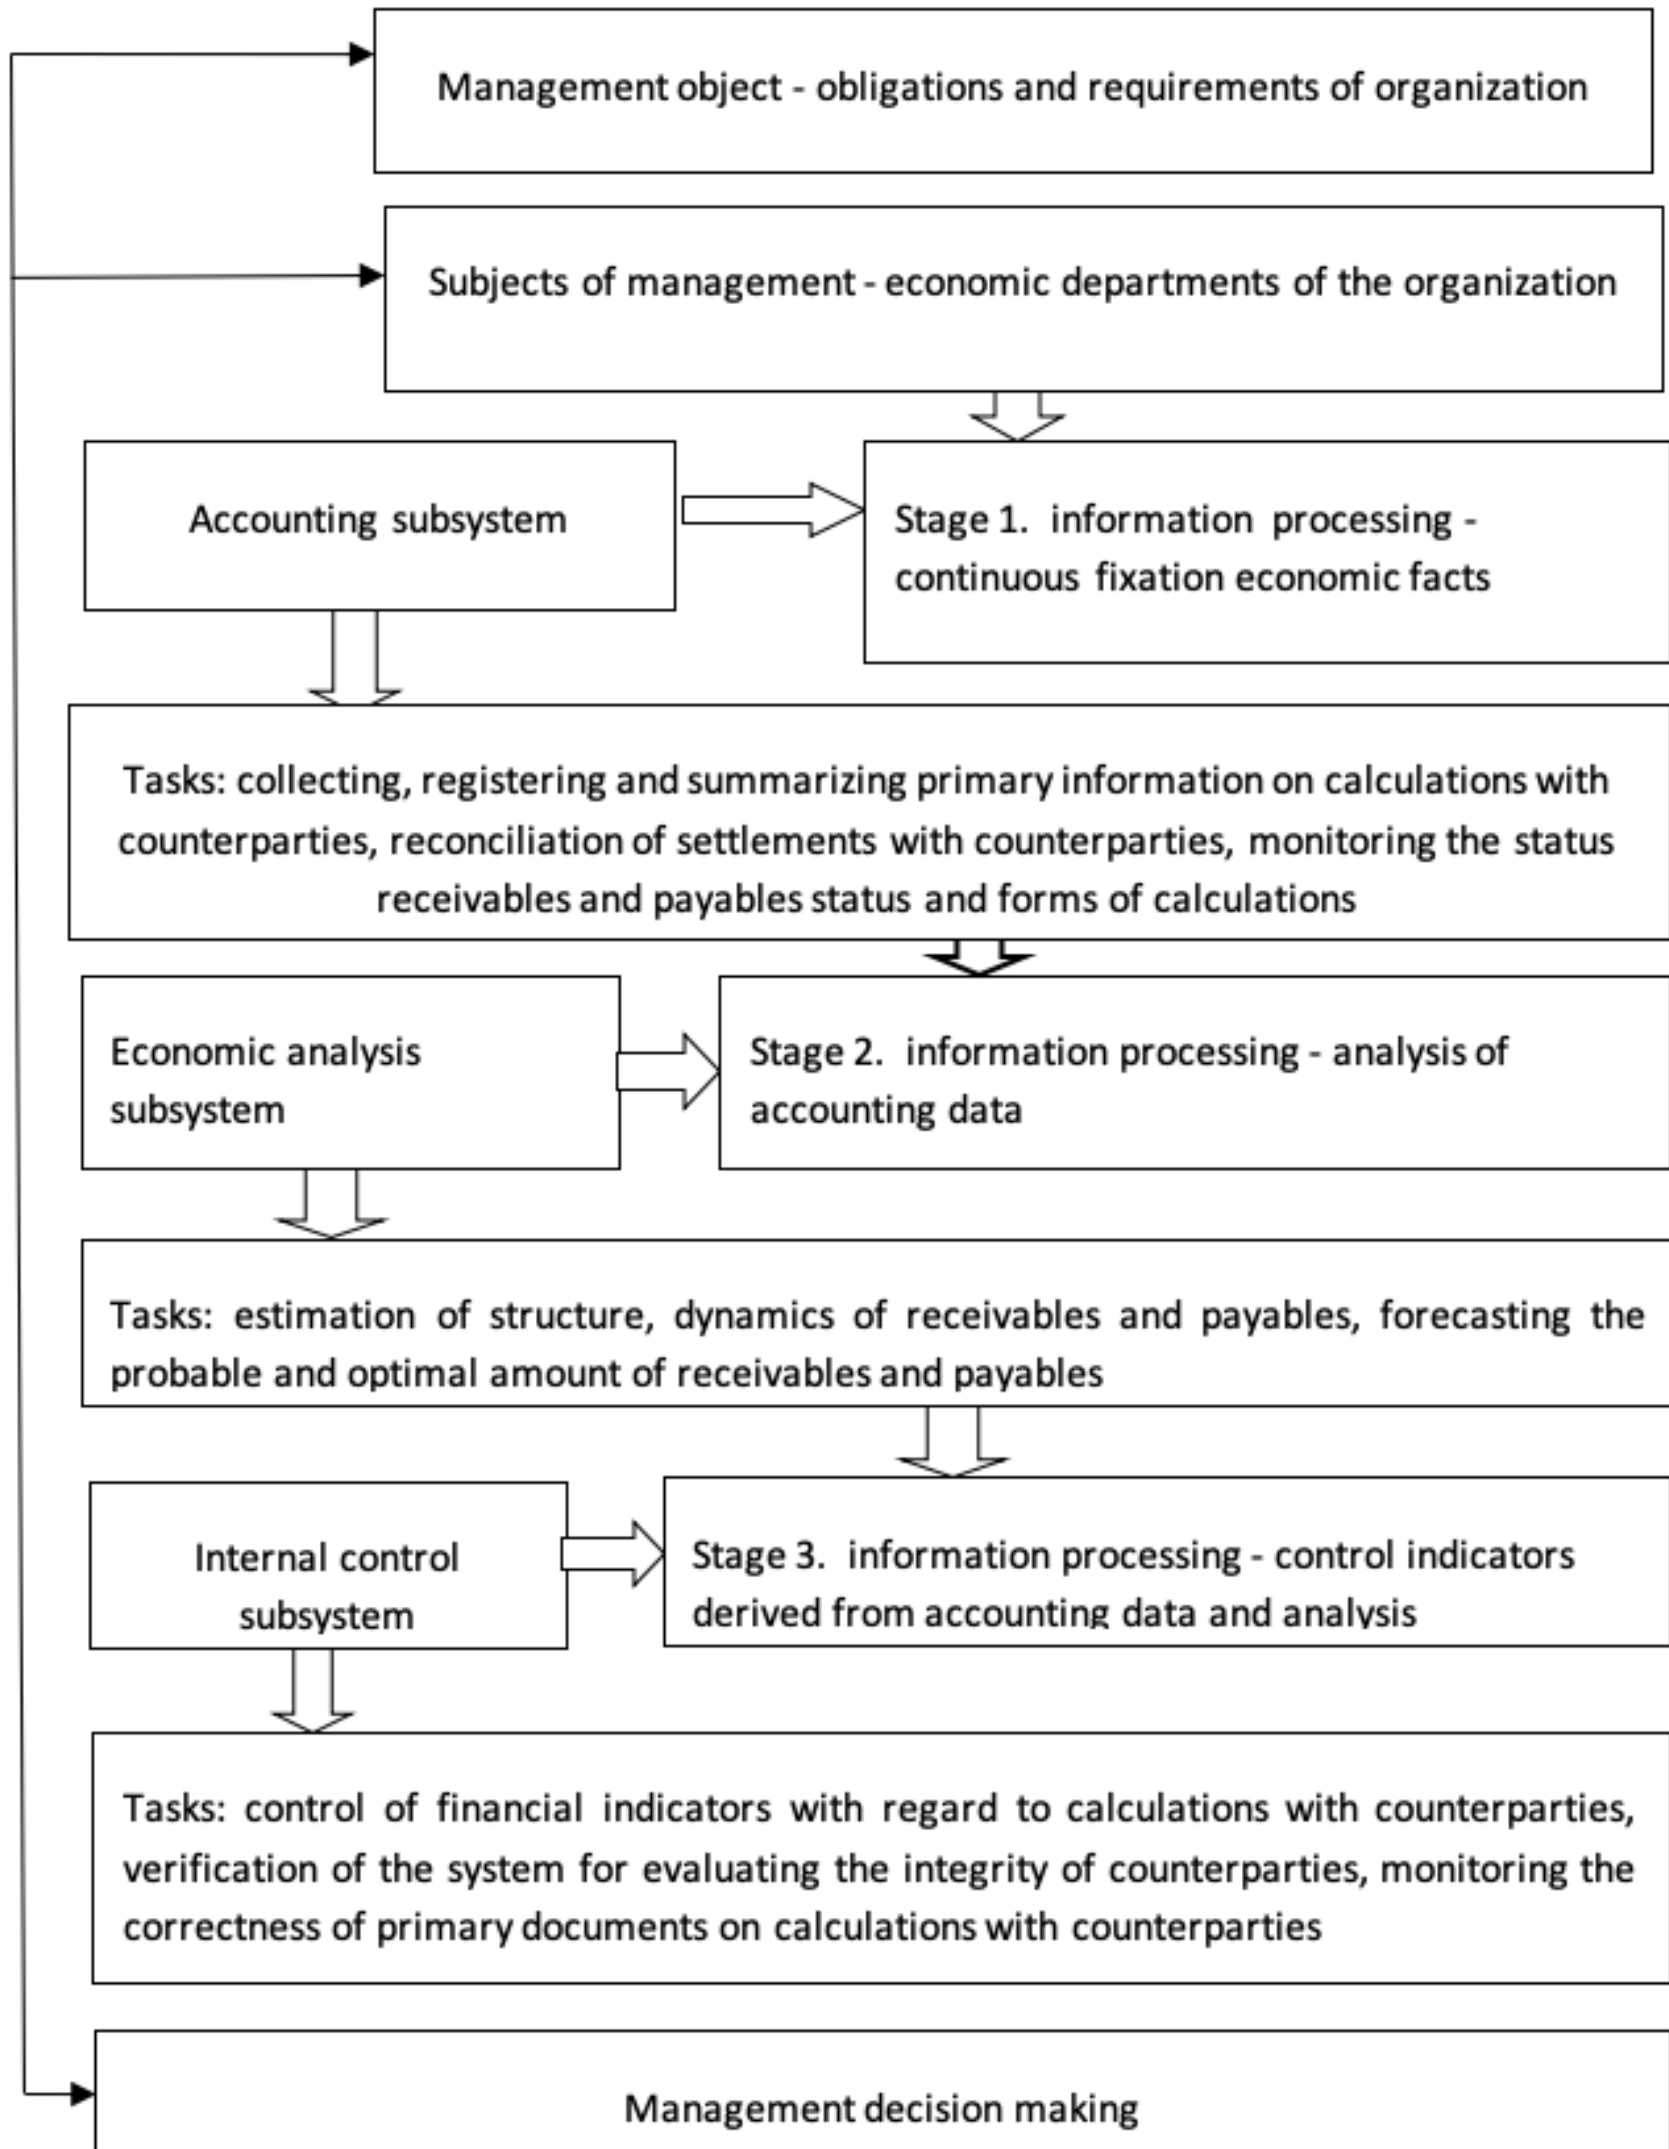 Management object - obligations and requirements of organization
Subjects of management - economic departments of the organization
Accounting subsystem
Stage 1. information processing -
continuous fixation economic facts
Tasks: collecting, registering and summarizing primary information on calculations with
counterparties, reconciliation of settlements with counterparties, monitoring the status
receivables and payables status and forms of calculations
Economic analysis
subsystem
Stage 2. information processing - analysis of
accounting data
Tasks: estimation of structure, dynamics of receivables and payables, forecasting the
probable and optimal amount of receivables and payables
Internal control
subsystem
Stage 3. information processing - control indicators
derived from accounting data and analysis
Tasks: control of financial indicators with regard to calculations with counterparties,
verification of the system for evaluating the integrity of counterparties, monitoring the
correctness of primary documents on calculations with counterparties
Management decision making